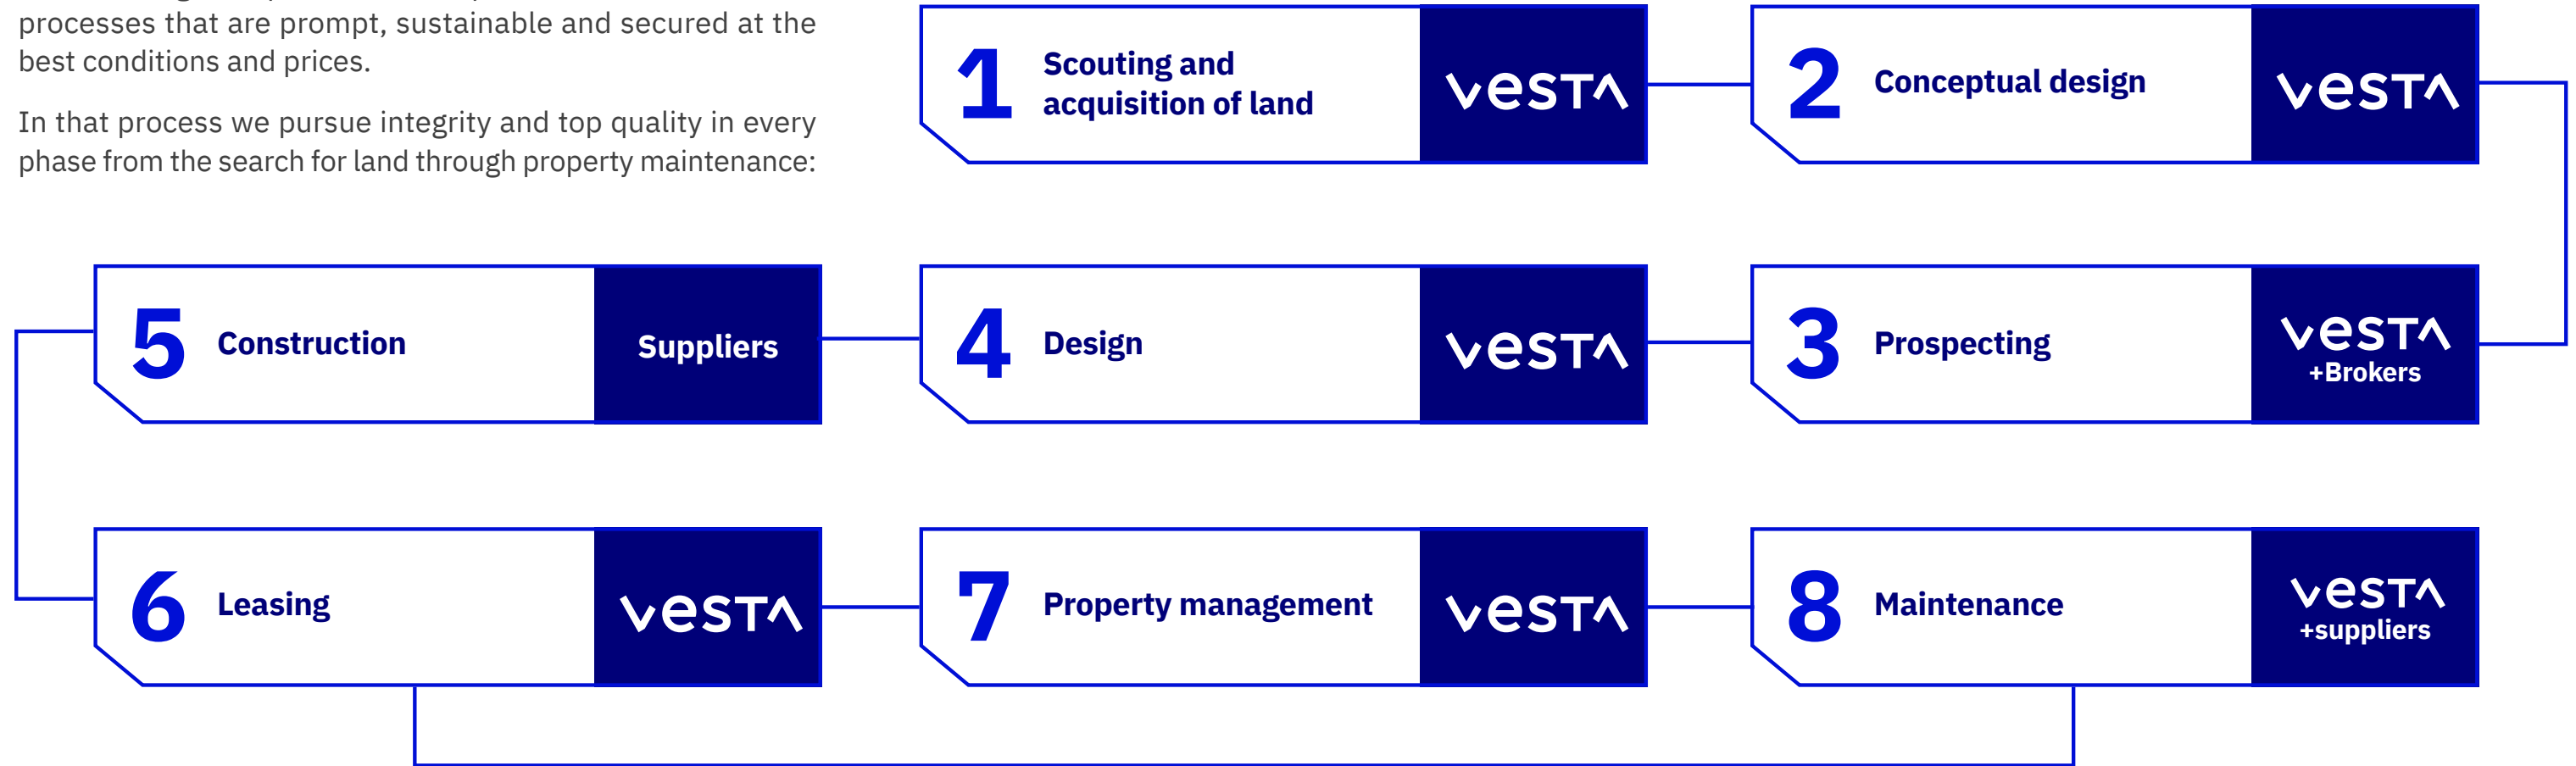 processes that are prompt, sustainable and secured at the
best conditions and prices.
In that process we pursue integrity and top quality in every
phase from the search for land through property maintenance:
1 Scouting and
acquisition of land
vesta
2 Conceptual design
vesta
3 Prospecting
vesta
+Brokers
4 Design
vesta
5 Construction
Suppliers
6 Leasing
vesta
7 Property management
vesta
8 Maintenance
vesta
+suppliers